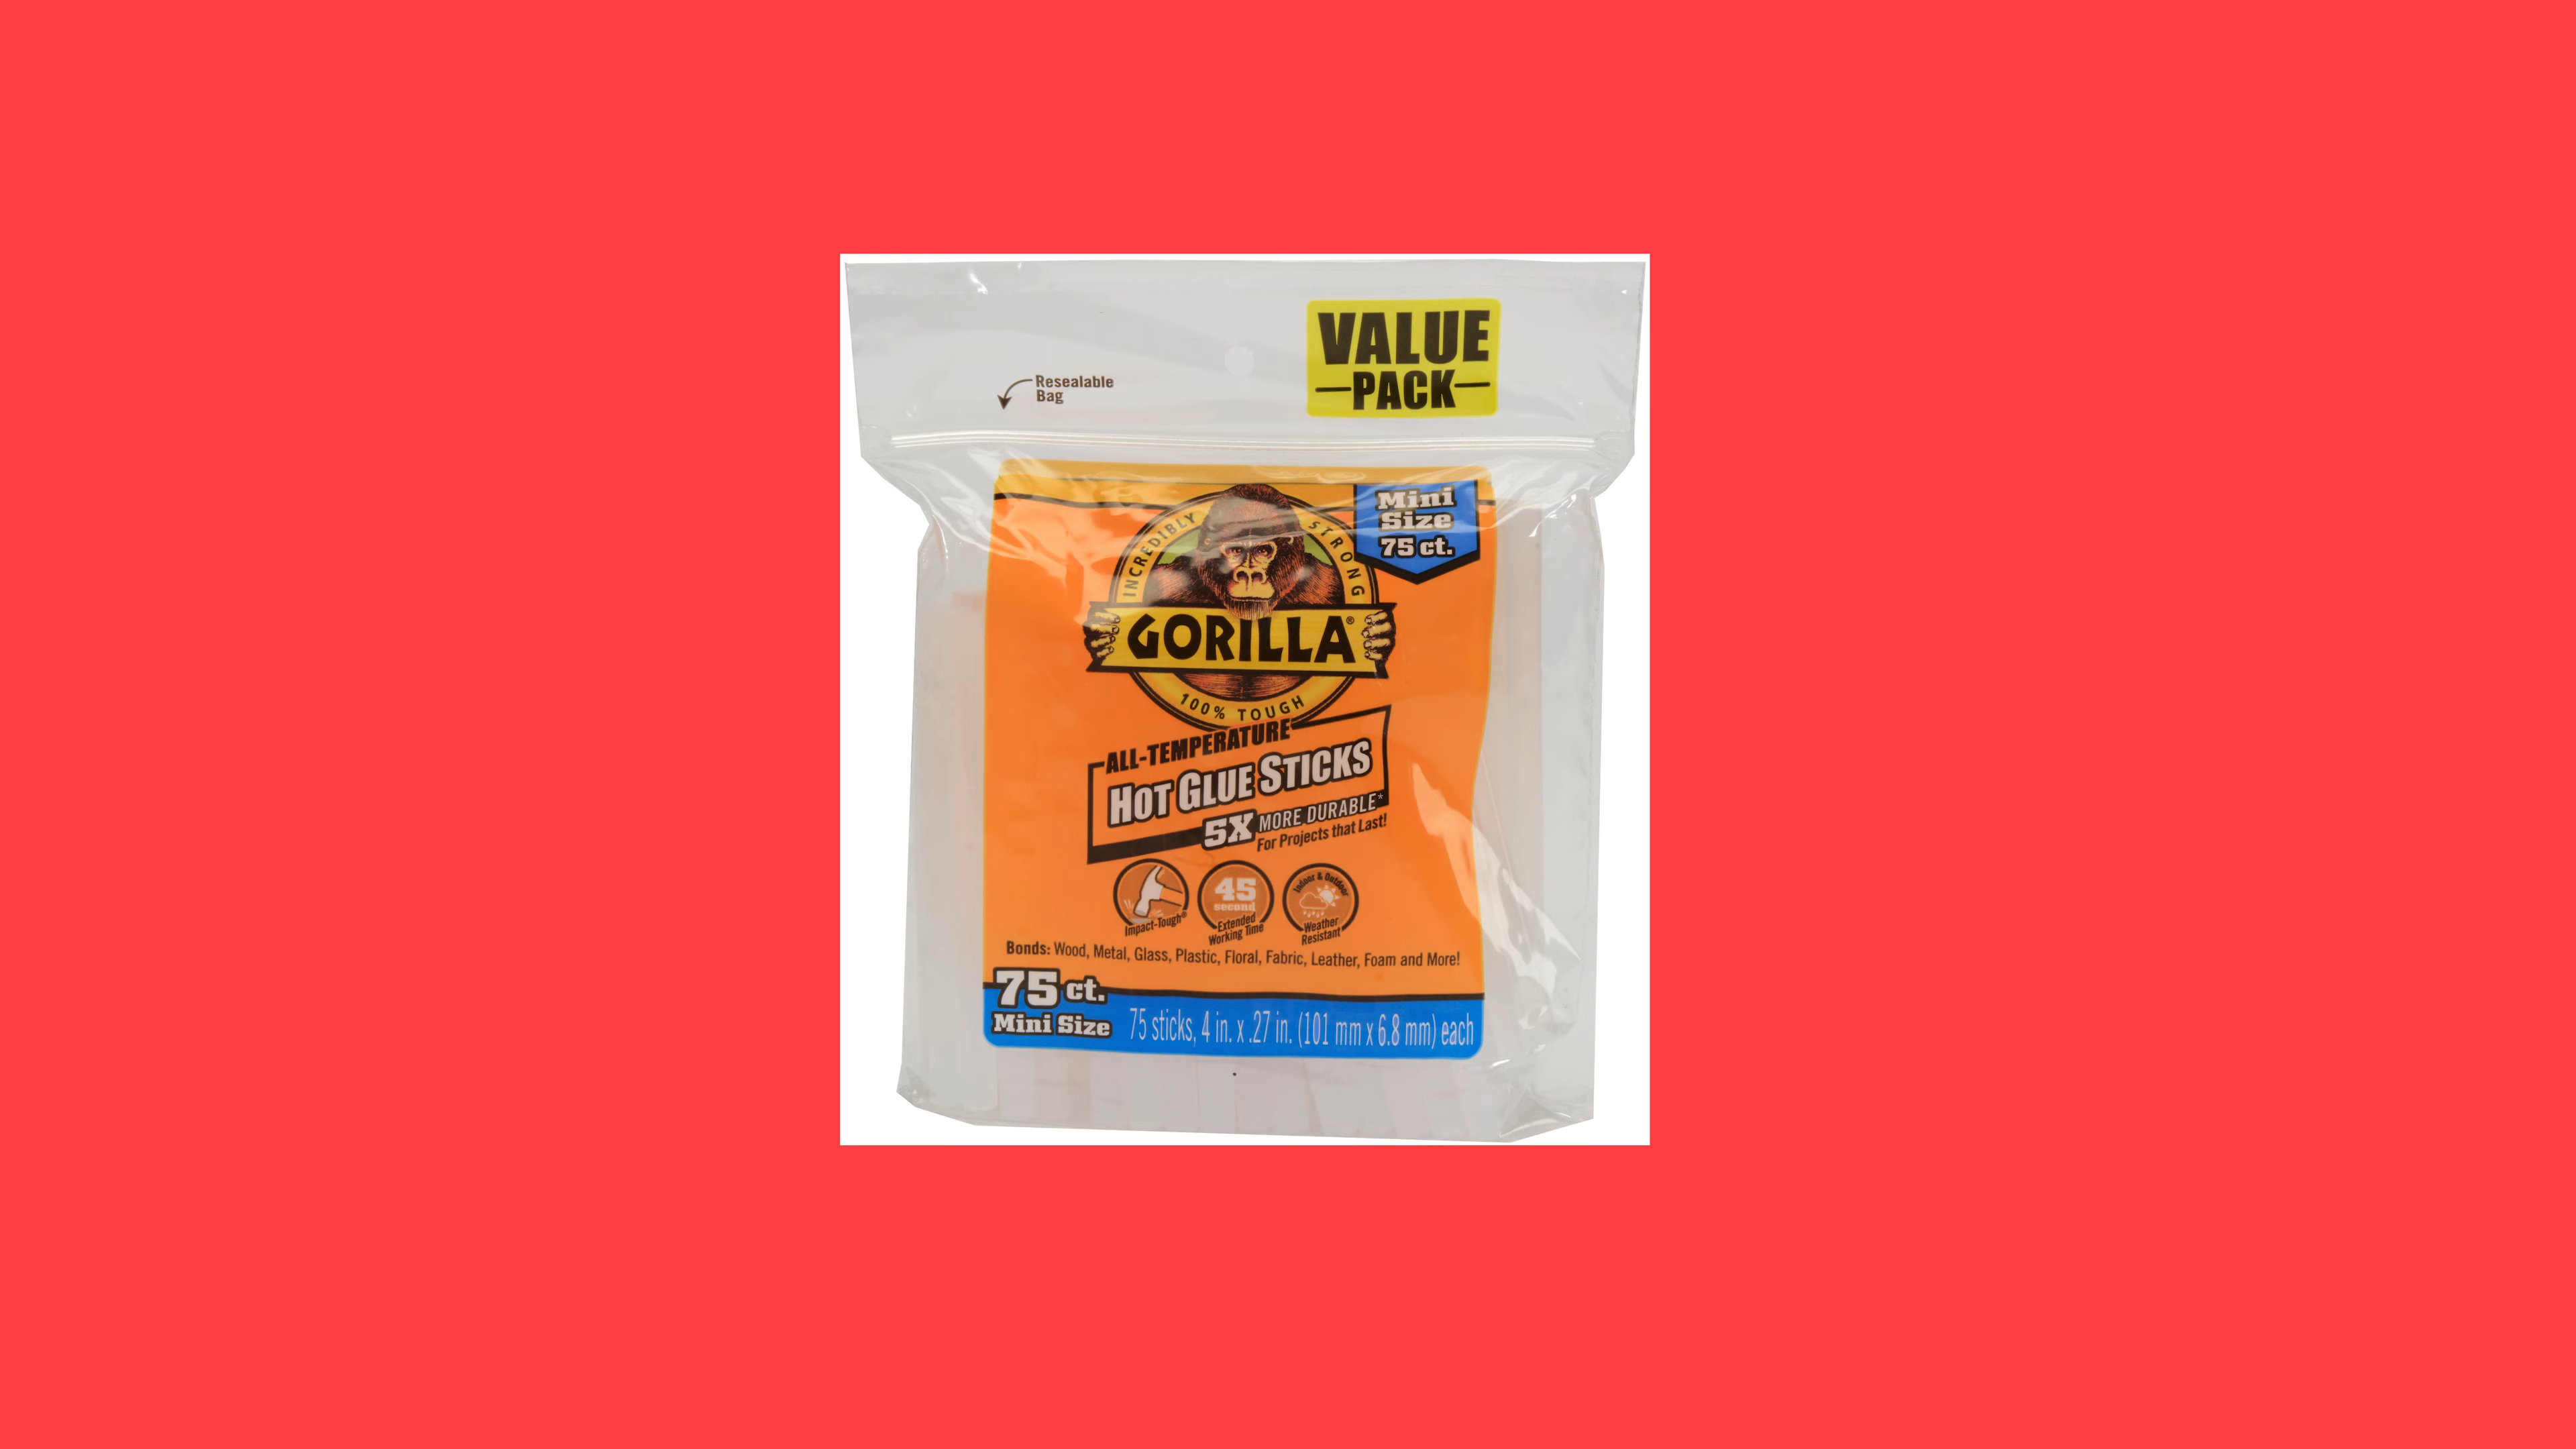 VALUE
PACK
Resealable
Bag
Mini
Size
75 ct.
INCREDIBLY STRONG
GORILLA®
100% TOUGH
ALL-TEMPERATURE
HOT GLUE STICKS
5X MORE DURABLE*
For Projects that Last!
Impact-Tough®
45
second
Extended
Working Time
Indoor & Outdoor
Weather
Resistant
Bonds: Wood, Metal, Glass, Plastic, Floral, Fabric, Leather, Foam and More!
75 ct.
Mini Size
75 sticks, 4 in. x .27 in. (101 mm x 6.8 mm) each